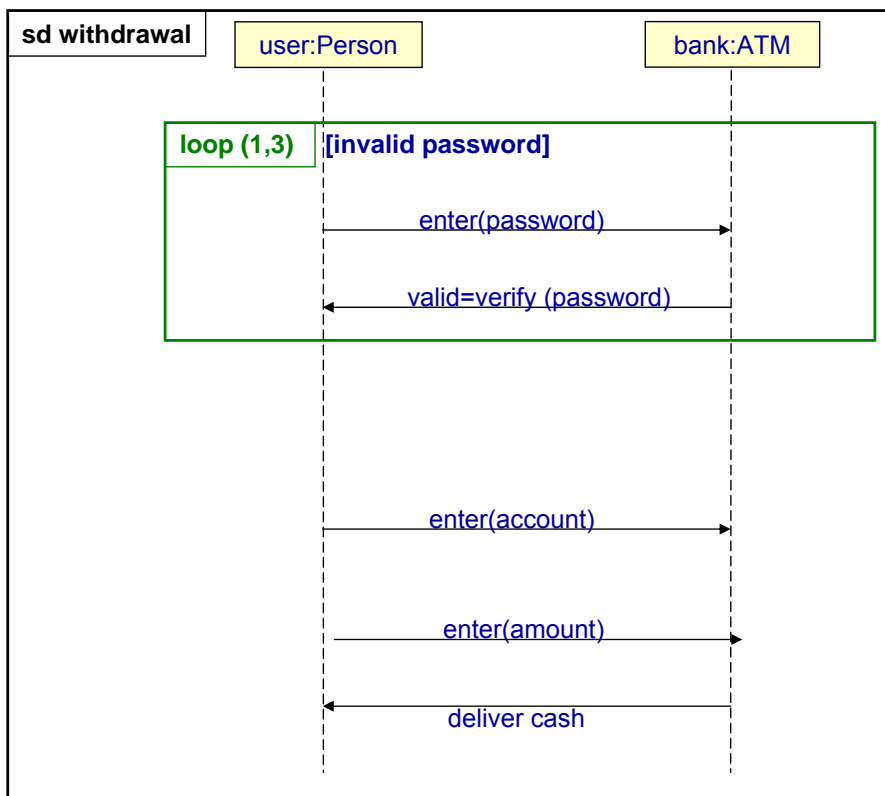 sd withdrawal
user:Person
bank:ATM
loop (1,3)
[invalid password]
enter(password)
valid=verify (password)
enter(account)
enter(amount)
deliver cash